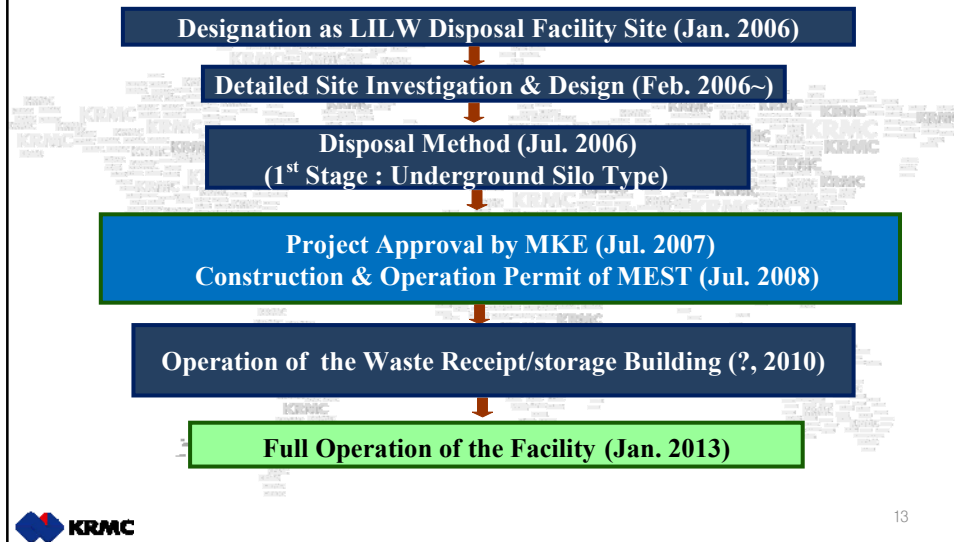 Designation as LILW Disposal Facility Site (Jan. 2006)
Detailed Site Investigation & Design (Feb. 2006~)
Disposal Method (Jul. 2006)
(1st Stage : Underground Silo Type)
Project Approval by MKE (Jul. 2007)
Construction & Operation Permit of MEST (Jul. 2008)
Operation of the Waste Receipt/storage Building (?, 2010)
Full Operation of the Facility (Jan. 2013)
KRMC
13